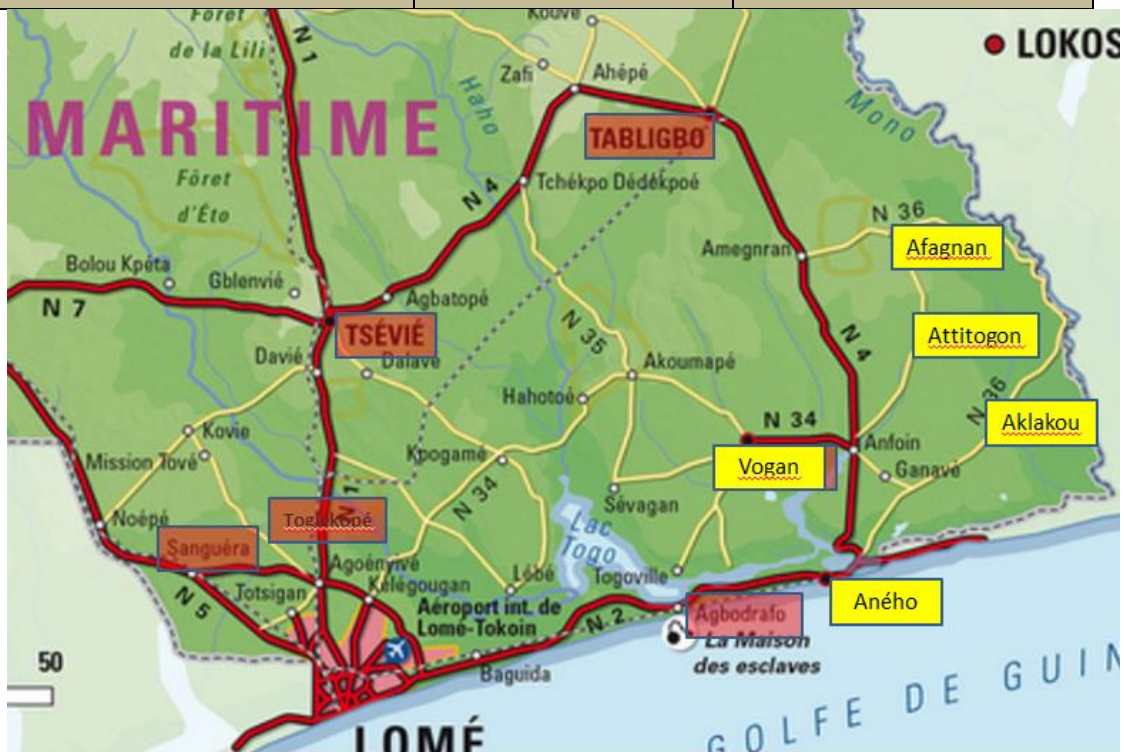 Kouvé
Forêt
de la Lili
N 1
LOKOS
Zafi
Ahépé
Haho
Mono
MARITIME
TABLIGBO
Forêt
d'Éto
N 4
Tchékpo Dédékpoé
N 36
Amegnran
Afagnan
Bolou Kpéta
Gblenvié
N 7
Agbatopé
TSÉVIÉ
N 35
N 4
Attitogon
Davié
Dalavé
Akoumapé
Hahotoé
N 36
Aklakou
N 34
Kovie
Anfoin
Mission Tové
Kpogamé
Vogan
Ganavé
N 34
Sévagan
N 1
Noépé
Sanguéra
Lac
Togo
Agoényivé
Kélégougan
Lébé
Togoville
Jotsigan
N 5
Aéroport int. de
Lomé-Tokoin
Aného
N 2
Agbodrafo
La Maison
des esclaves
50
Baguida
GOLFE DE GUIN
LOMÉ